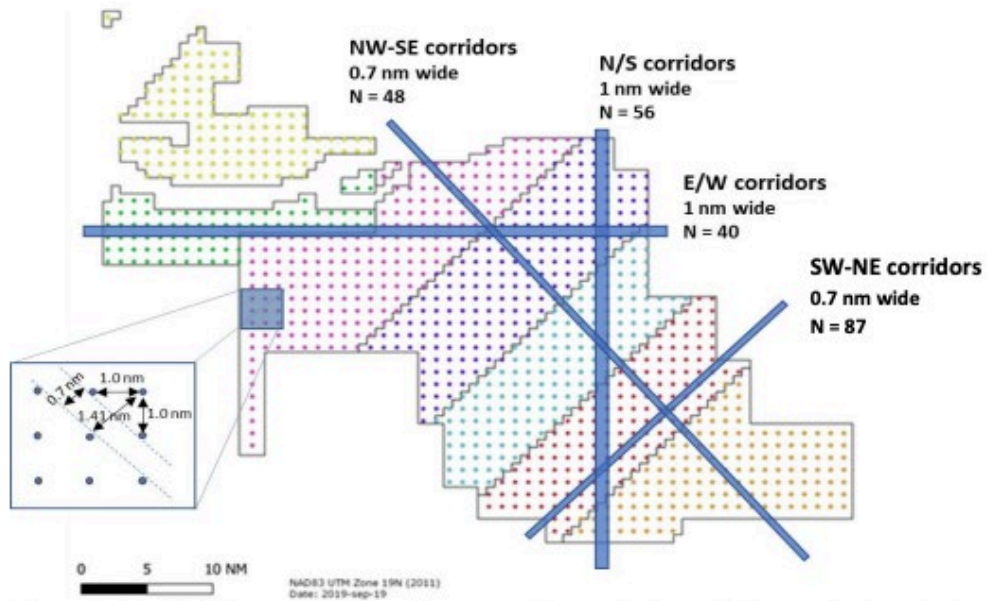 NW-SE corridors
0.7 nm wide
N = 48
N/S corridors
1 nm wide
N = 56
E/W corridors
1 nm wide
N = 40
SW-NE corridors
0.7 nm wide
N = 87
1.0 nm
0.7 nm
1.41 nm
1.0 nm
0 5 10 NM
NAD83 UTM Zone 19N (2011)
Date: 2019-sep-19